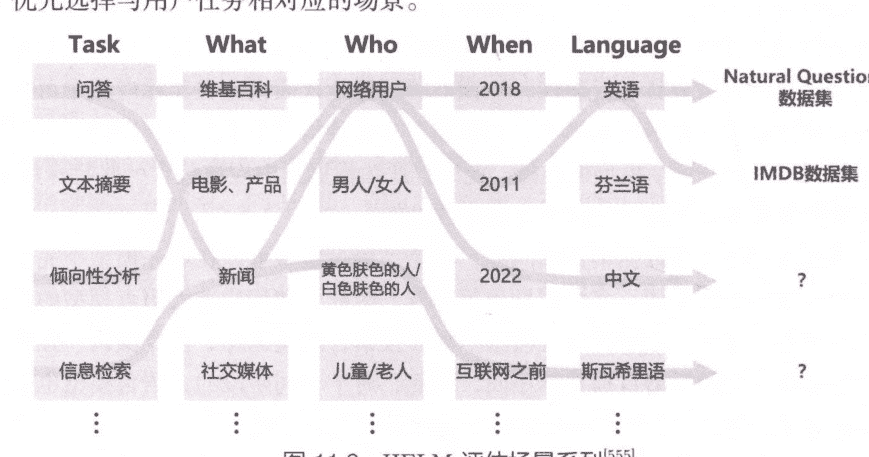 优先选择与用户任务相对应的场景。
Task What Who When Language
问答 维基百科 网络用户 2018 英语 Natural Question
数据集
文本摘要 电影、产品 男人/女人 2011 芬兰语 IMDB数据集
倾向性分析 新闻 黄色肤色的人/
白色肤色的人 2022 中文 ?
信息检索 社交媒体 儿童/老人 互联网之前 斯瓦希里语 ?
图 11.2 HELM 评估场景系列[555]